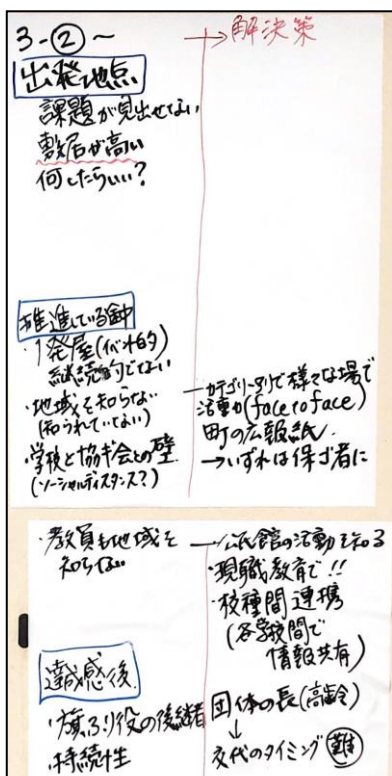 3-②~
→解決策
出発地点
課題が見出せない
敷居が高い
何したらいい?
推進している中
・1発屋(イベント的)
継続的でない
・地域を知らない
(知られていない)
・学校と協ギ会との壁
(ソーシャルディスタンス?)
カテゴリー別で様々な場で
活動(face to face)
町の広報紙
→いずれは保ゴ者に
・教員も地域を
知らない
公民館の活動を知る
・現職教育で!!
・校種間連携
(各学校間で
情報共有)
達成感後
・旗ふり役の後継者
・持続性
団体の長(高齢)
↓
交代のタイミング 難